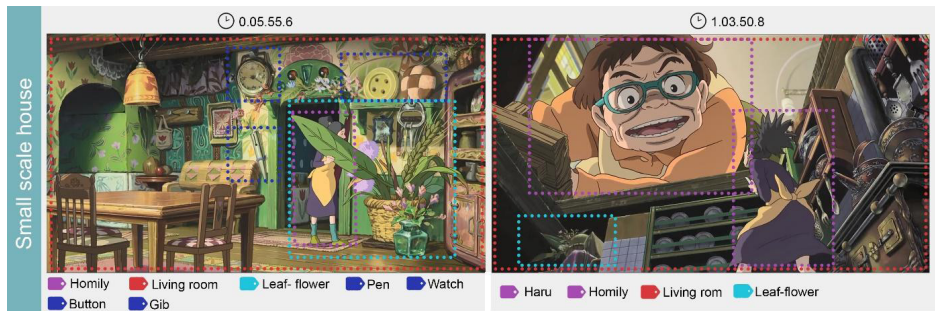 Small scale house
0.05.55.6
1.03.50.8
Homily Living room Leaf- flower Pen Watch
Button Gib
Haru Homily Living rom Leaf-flower